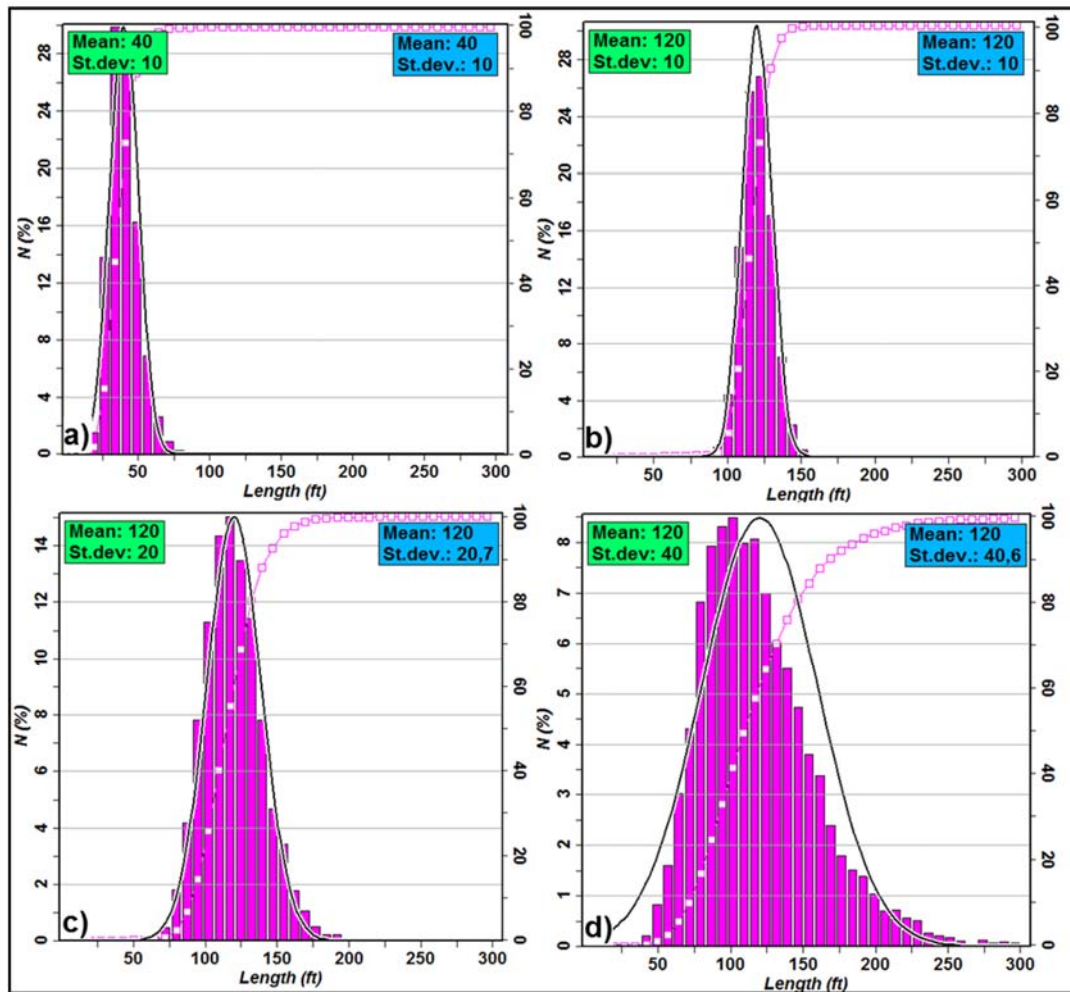 Mean: 40
St.dev: 10
Mean: 40
St.dev.: 10
28
24
20
16
12
8
4
0
N (%)
100
80
60
40
20
0
a)
50
100
150
200
250
300
Length (ft)
Mean: 120
St.dev: 10
Mean: 120
St.dev.: 10
28
24
20
16
12
8
4
0
N (%)
100
80
60
40
20
0
b)
50
100
150
200
250
300
Length (ft)
Mean: 120
St.dev: 20
Mean: 120
St.dev.: 20,7
14
12
10
8
6
4
2
0
N (%)
100
80
60
40
20
0
c)
50
100
150
200
250
300
Length (ft)
Mean: 120
St.dev: 40
Mean: 120
St.dev.: 40,6
8
7
6
5
4
3
2
1
0
N (%)
100
80
60
40
20
0
d)
50
100
150
200
250
300
Length (ft)